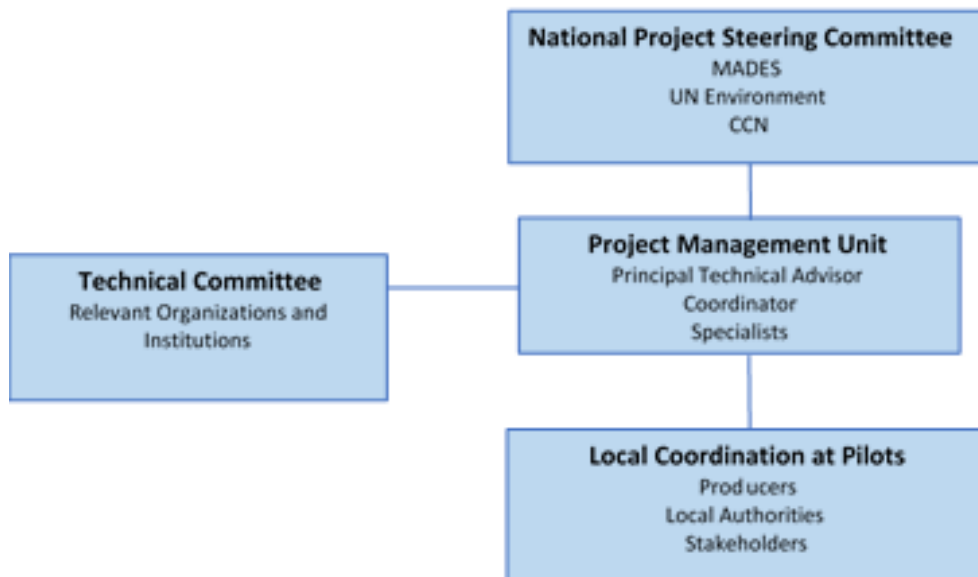 National Project Steering Committee
MADES
UN Environment
CCN
Project Management Unit
Principal Technical Advisor
Coordinator
Specialists
Technical Committee
Relevant Organizations and
Institutions
Local Coordination at Pilots
Producers
Local Authorities
Stakeholders